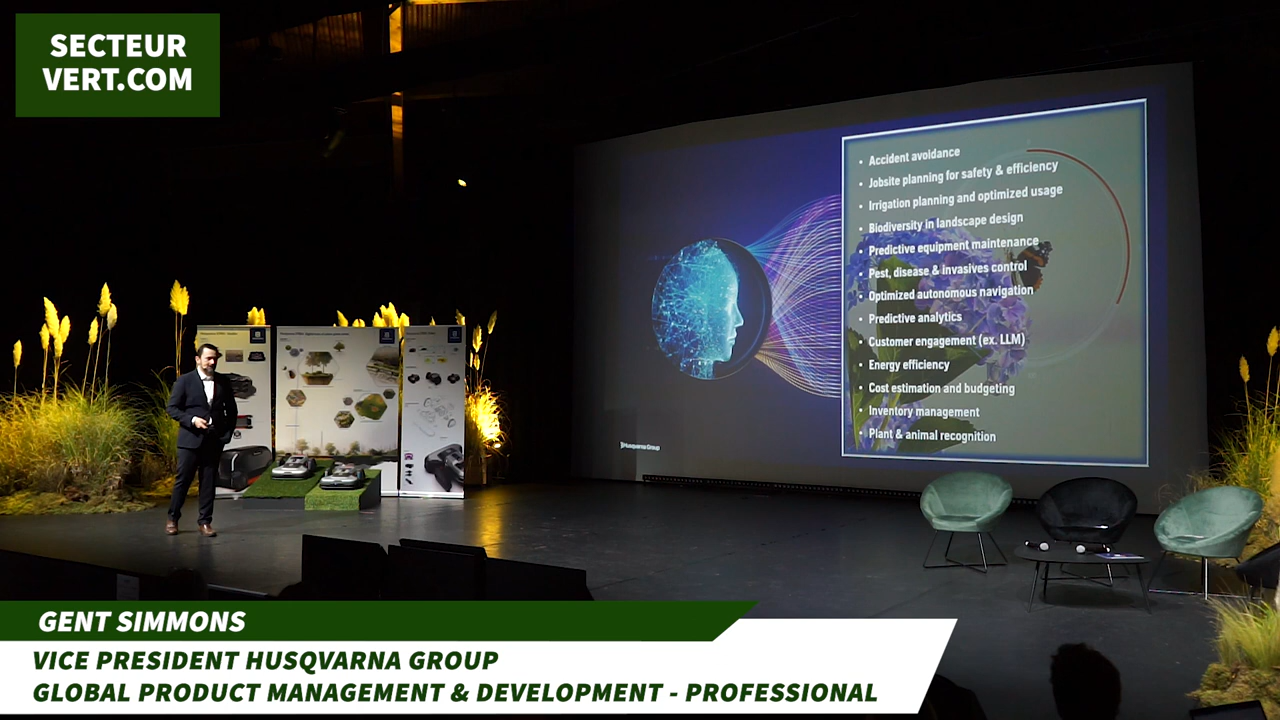 SECTEUR
VERT.COM
• Accident avoidance
• Jobsite planning for safety & efficiency
• Irrigation planning and optimized usage
• Biodiversity in landscape design
• Predictive equipment maintenance
• Pest, disease & invasives control
• Optimized autonomous navigation
• Predictive analytics
• Customer engagement (ex. LLM)
• Energy efficiency
• Cost estimation and budgeting
• Inventory management
• Plant & animal recognition
Husqvarna Group
GENT SIMMONS
VICE PRESIDENT HUSQVARNA GROUP
GLOBAL PRODUCT MANAGEMENT & DEVELOPMENT - PROFESSIONAL